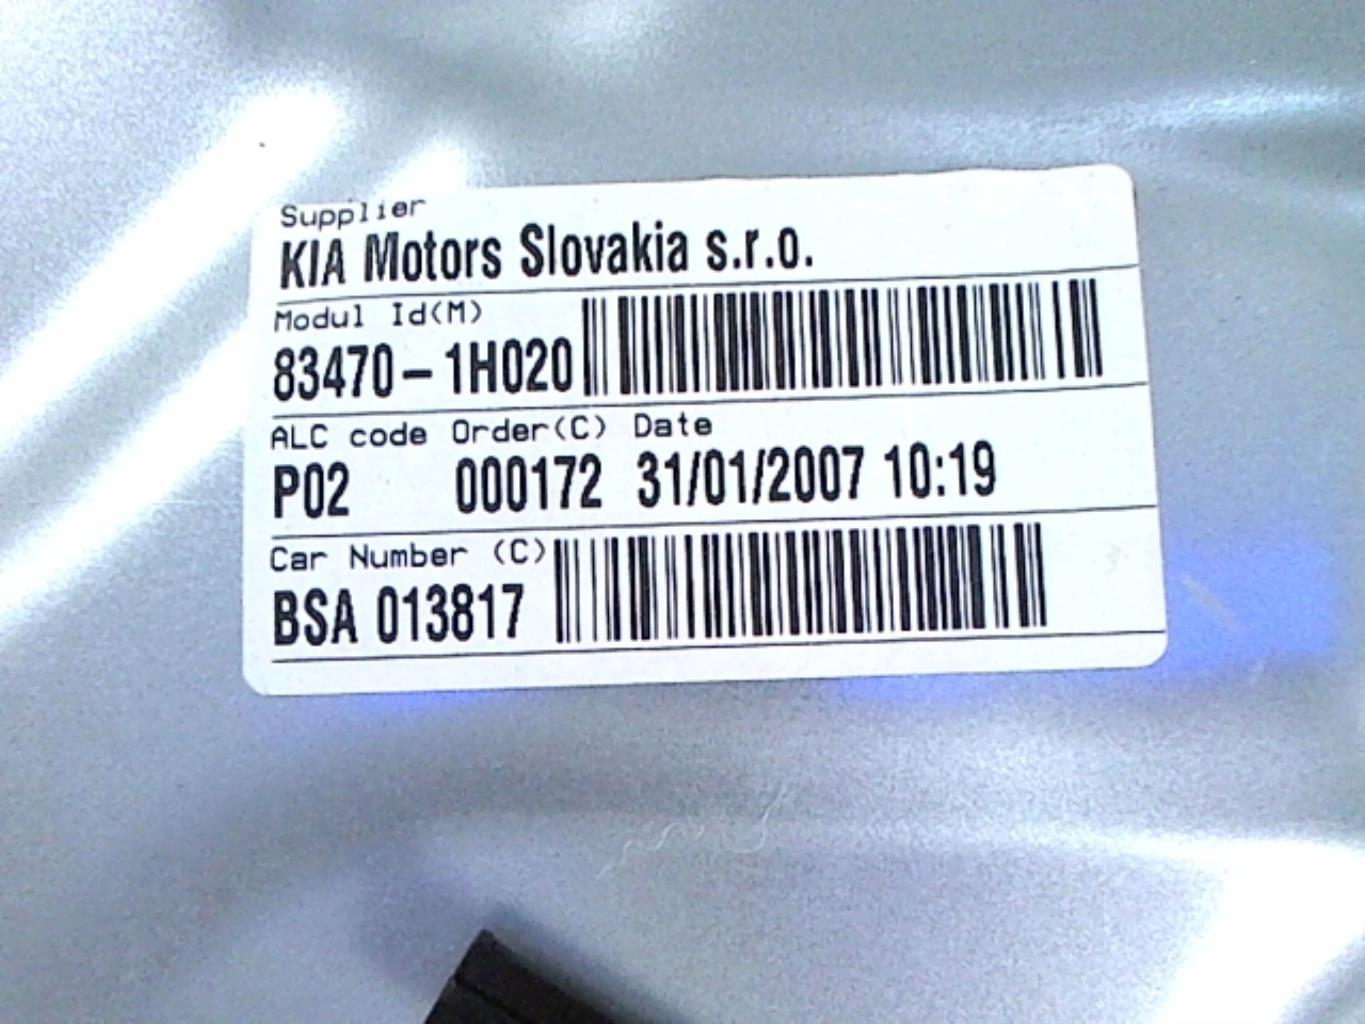 Supplier
KIA Motors Slovakia s.r.o.
Modul Id(M)
83470-1H020
ALC code Order(C) Date
P02 000172 31/01/2007 10:19
Car Number (C)
BSA 013817